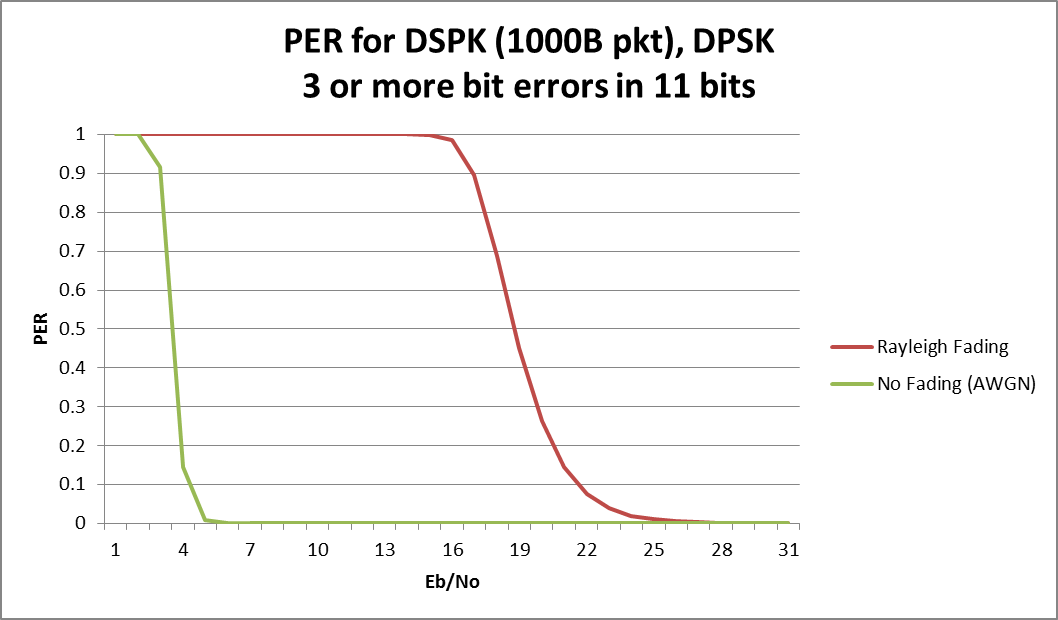 PER for DSPK (1000B pkt), DPSK
3 or more bit errors in 11 bits
1
0.9
0.8
0.7
0.6
0.5
0.4
0.3
0.2
0.1
0
PER
1 4 7 10 13 16 19 22 25 28 31
Eb/No
Rayleigh Fading
No Fading (AWGN)